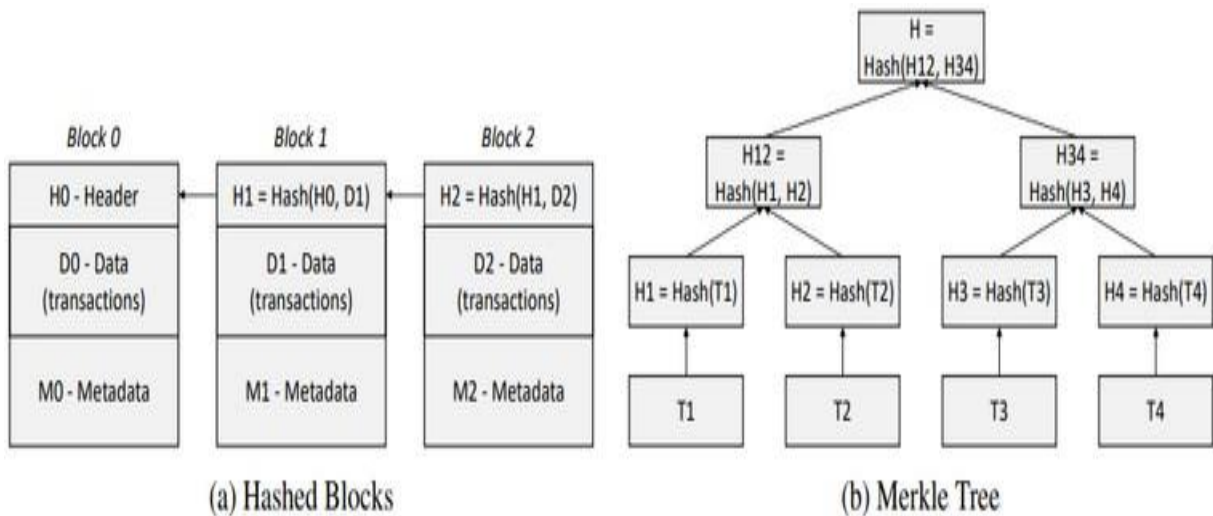 Block 0
H0 - Header
D0 - Data
(transactions)
M0 - Metadata
Block 1
H1 = Hash(H0, D1)
D1 - Data
(transactions)
M1 - Metadata
Block 2
H2 = Hash(H1, D2)
D2 - Data
(transactions)
M2 - Metadata
(a) Hashed Blocks
H =
Hash(H12, H34)
H12 =
Hash(H1, H2)
H34 =
Hash(H3, H4)
H1 = Hash(T1)
H2 = Hash(T2)
H3 = Hash(T3)
H4 = Hash(T4)
T1
T2
T3
T4
(b) Merkle Tree